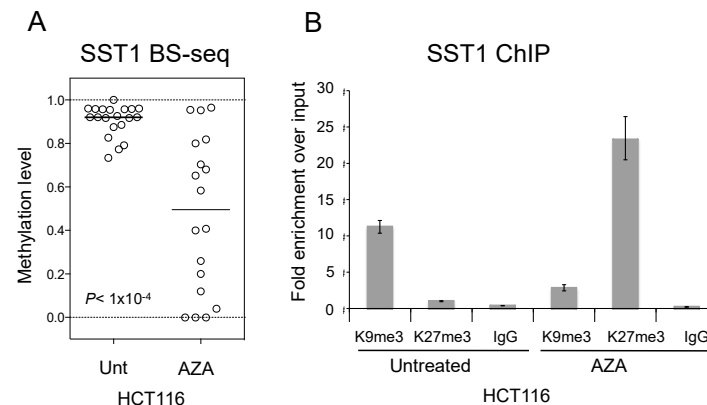 A
SST1 BS-seq
Methylation level
1.0
0.8
0.6
0.4
0.2
0.0
P< 1x10-4
Unt AZA
HCT116
B
SST1 ChIP
Fold enrichment over input
30
25
20
15
10
5
0
K9me3 K27me3 IgG K9me3 K27me3 IgG
Untreated AZA
HCT116